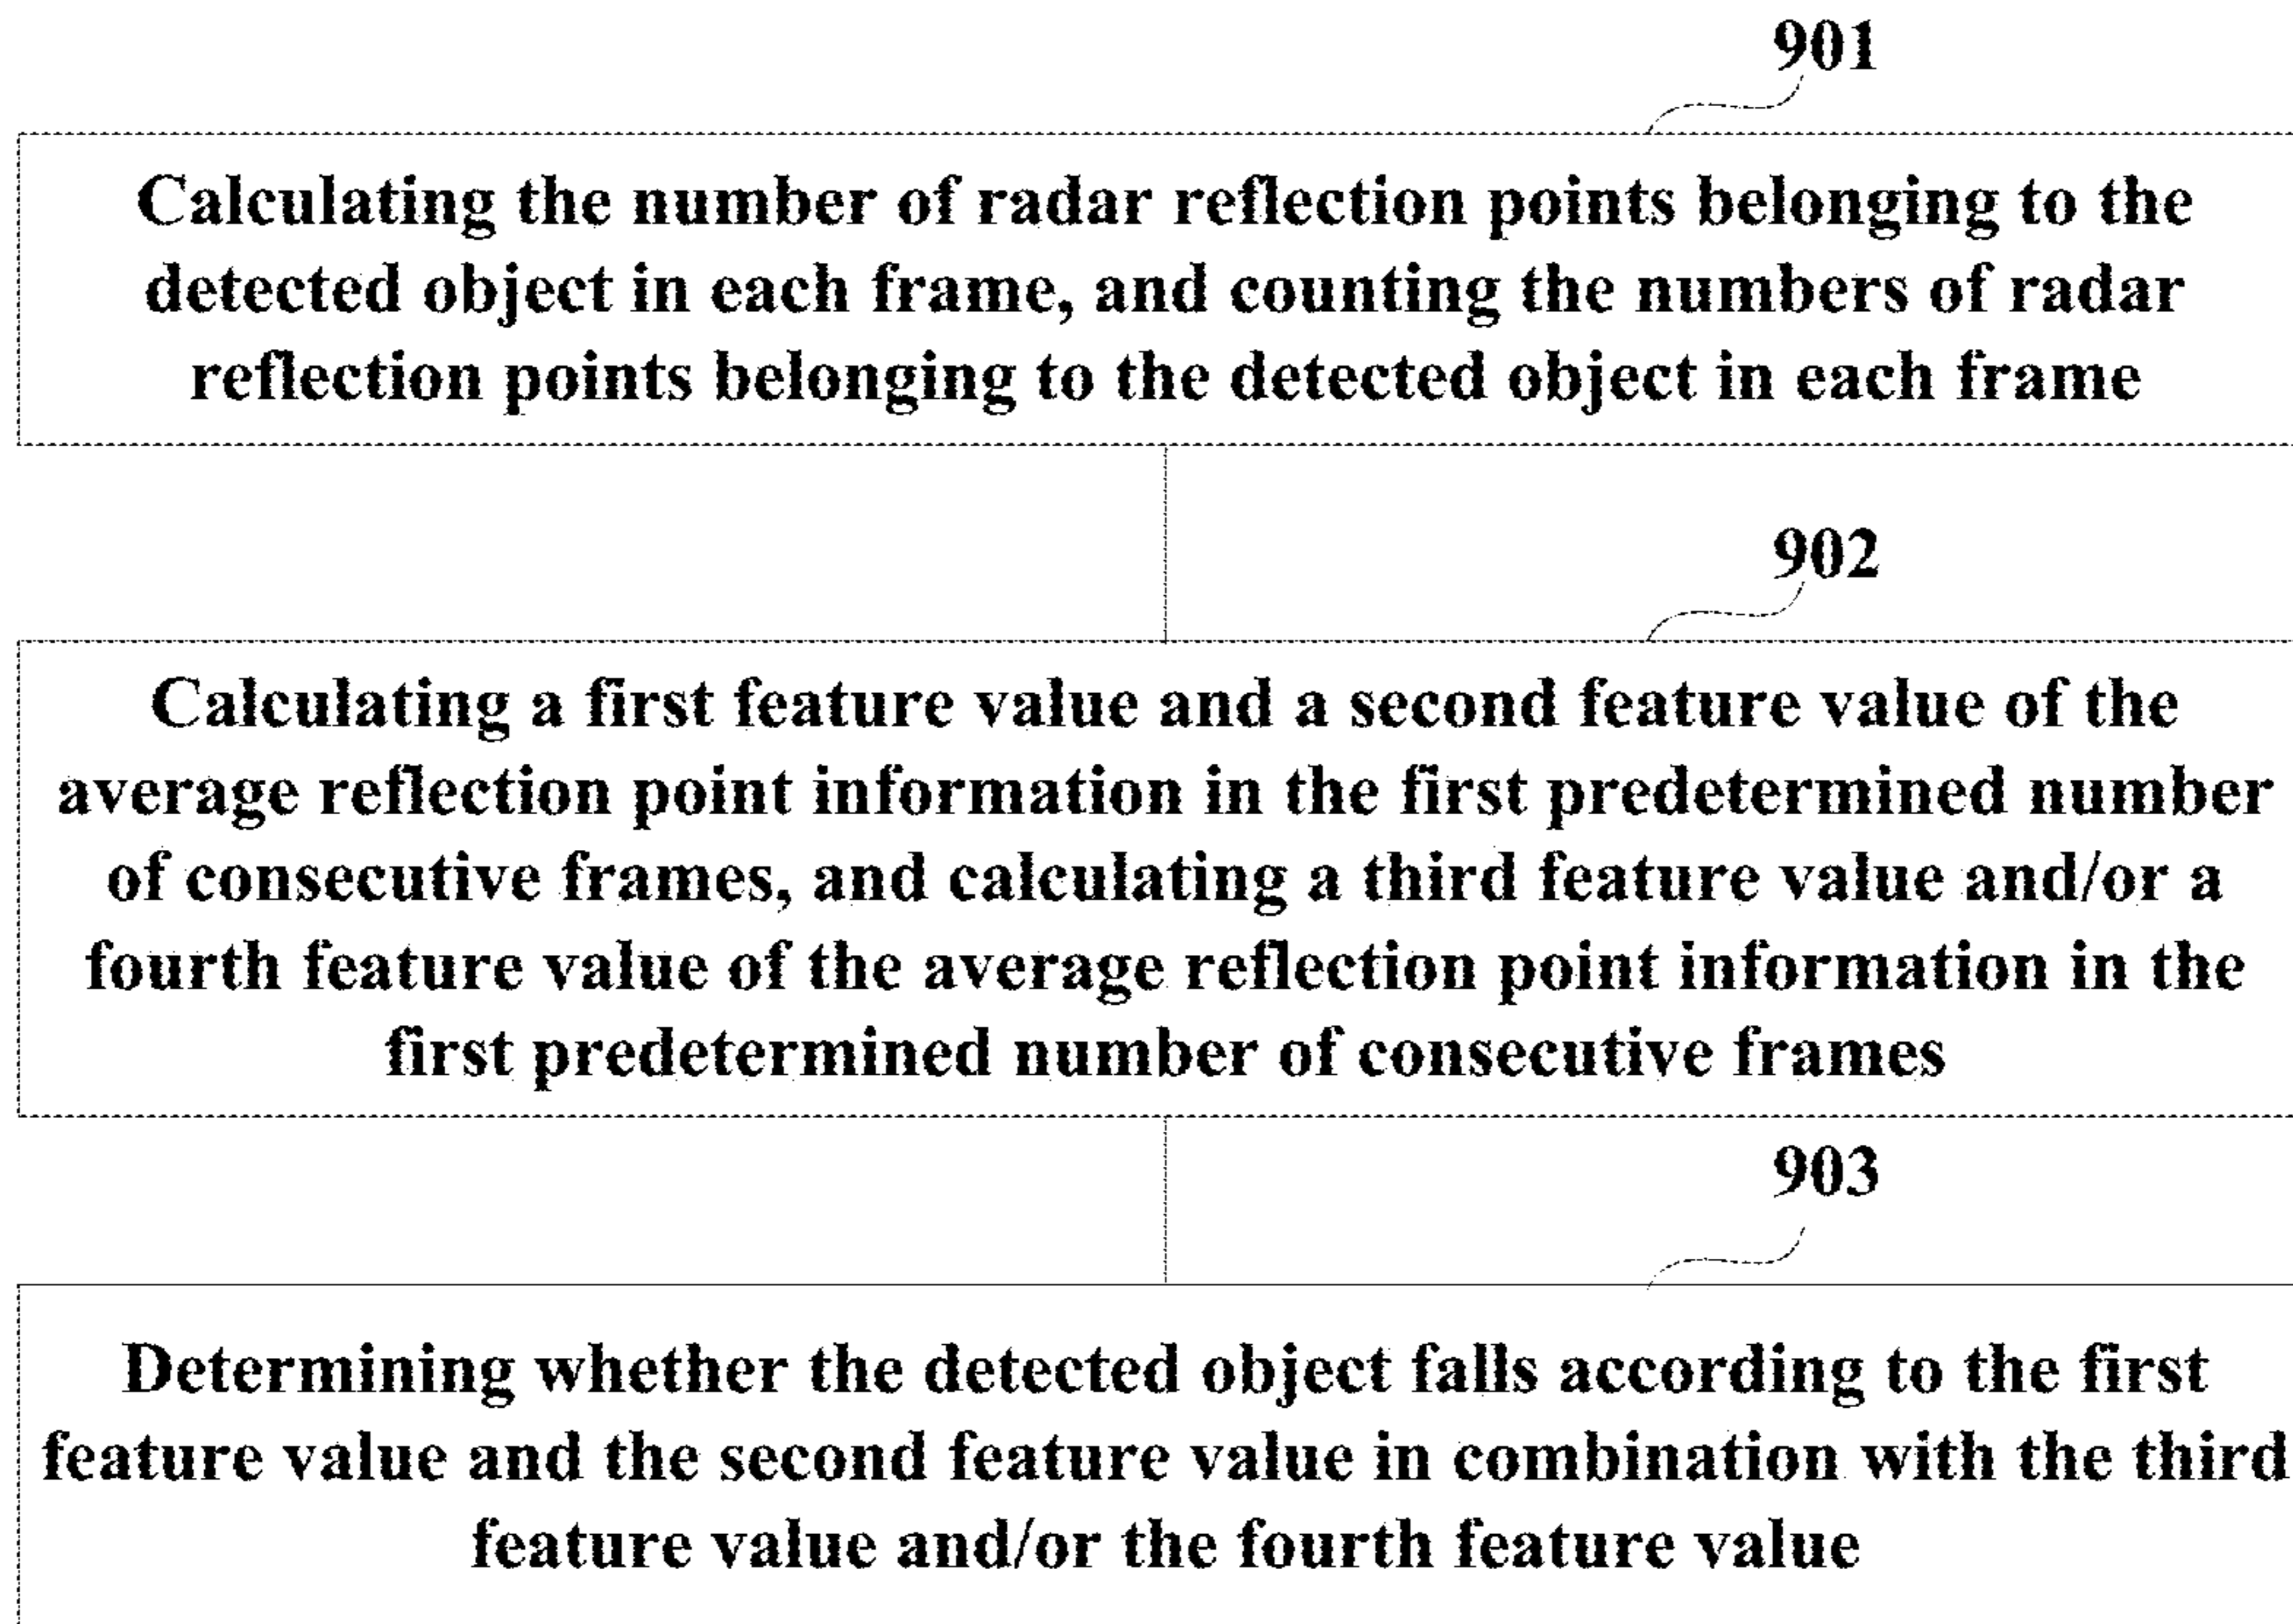 901
Calculating the number of radar reflection points belonging to the
detected object in each frame, and counting the numbers of radar
reflection points belonging to the detected object in each frame
902
Calculating a first feature value and a second feature value of the
average reflection point information in the first predetermined number
of consecutive frames, and calculating a third feature value and/or a
fourth feature value of the average reflection point information in the
first predetermined number of consecutive frames
903
Determining whether the detected object falls according to the first
feature value and the second feature value in combination with the third
feature value and/or the fourth feature value